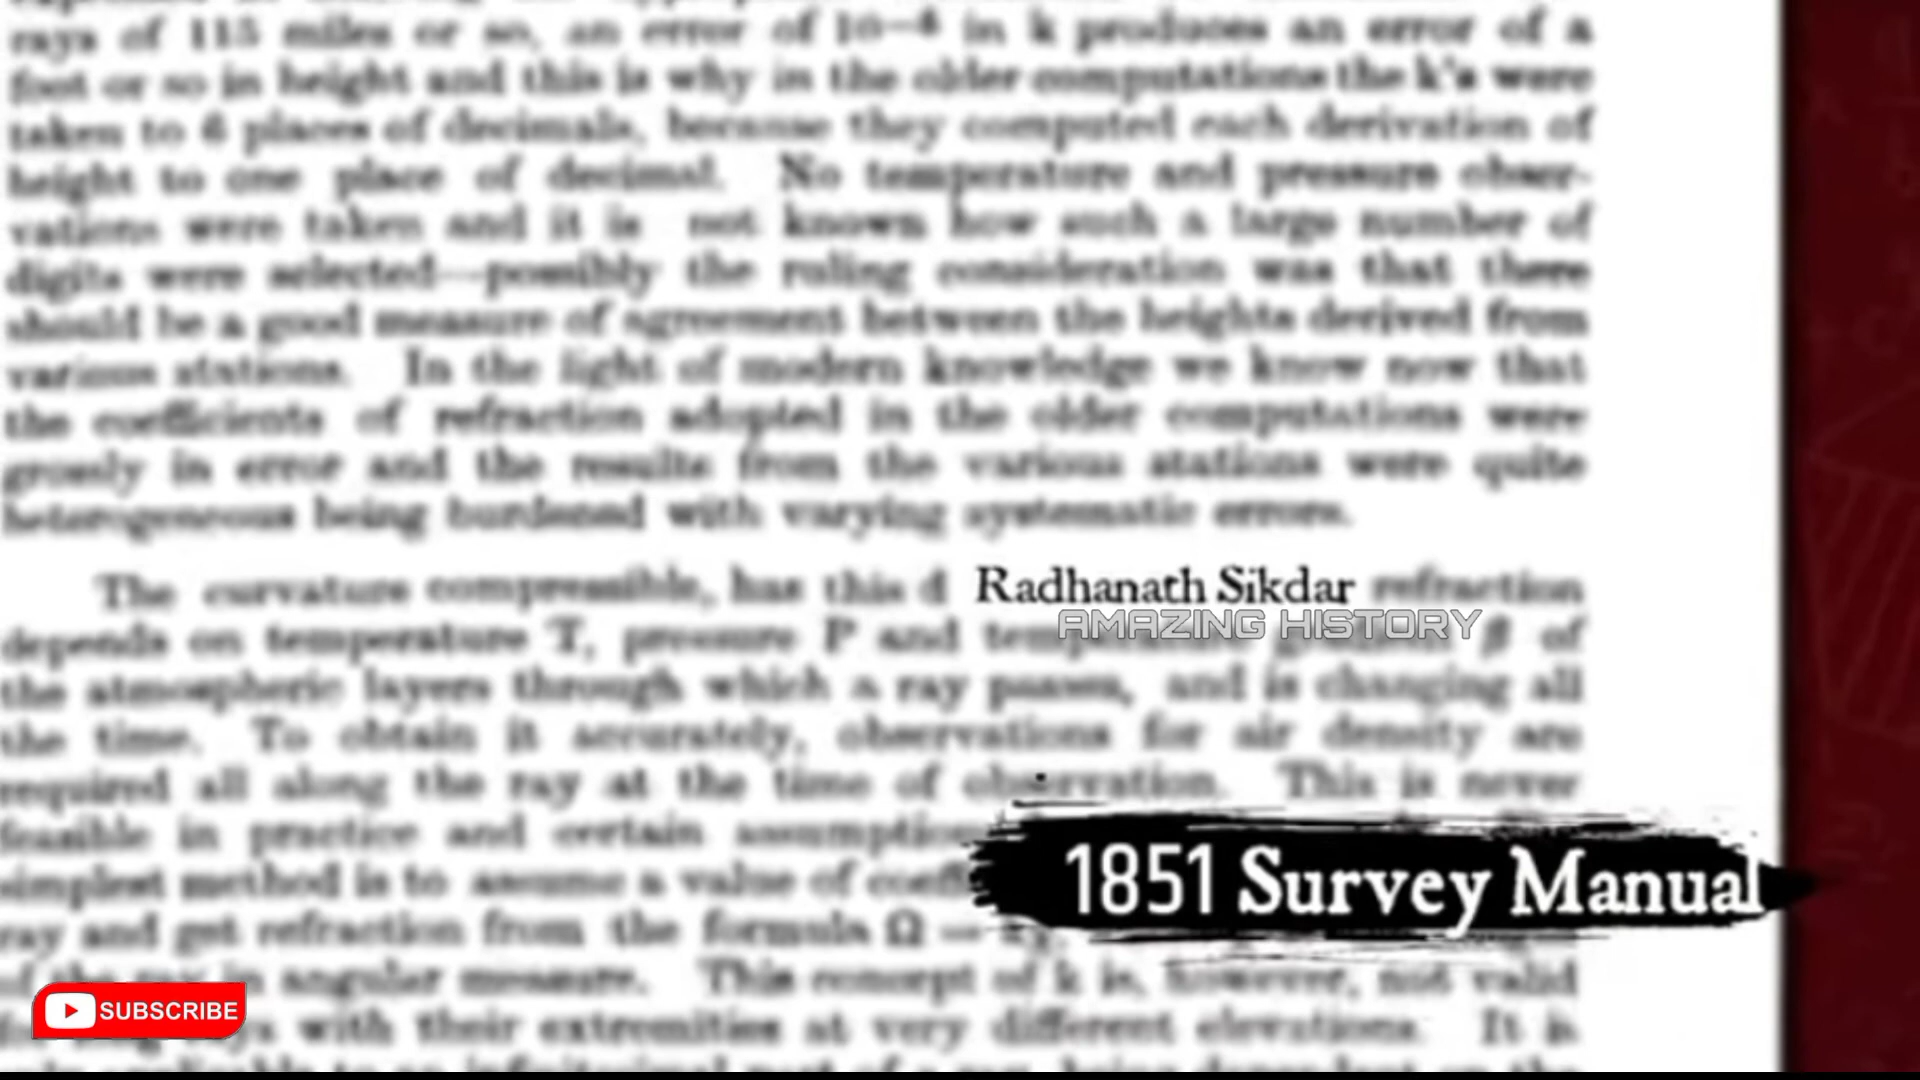 rays of 115 miles or so, an error of 10—6 in k produces an error of a
foot or so in height and this is why in the older computations the k's were
taken to 6 places of decimals, because they computed each derivation of
height to one place of decimal. No temperature and pressure obser-
vations were taken and it is not known how such a large number of
digits were selected—possibly the ruling consideration was that there
should be a good measure of agreement between the heights derived from
various stations. In the light of modern knowledge we know now that
the coefficients of refraction adopted in the older computations were
grossly in error and the results from the various stations were quite
heterogeneous being burdened with varying systematic errors.
The curvature compressible, has this d Radhanath Sikdar refraction
AMAZING HISTORY
depends on temperature T, pressure P and temperature gradient β of
the atmospheric layers through which a ray passes, and is changing all
the time. To obtain it accurately, observations for air density are
required all along the ray at the time of observation. This is never
feasible in practice and certain
1851 Survey Manual
simplest method is to assume a value of
ray and get refraction from the formula Ω =
of the ray in angular measure. This concept of k is, however, not valid
SUBSCRIBE
with their extremities at very different elevations. It is